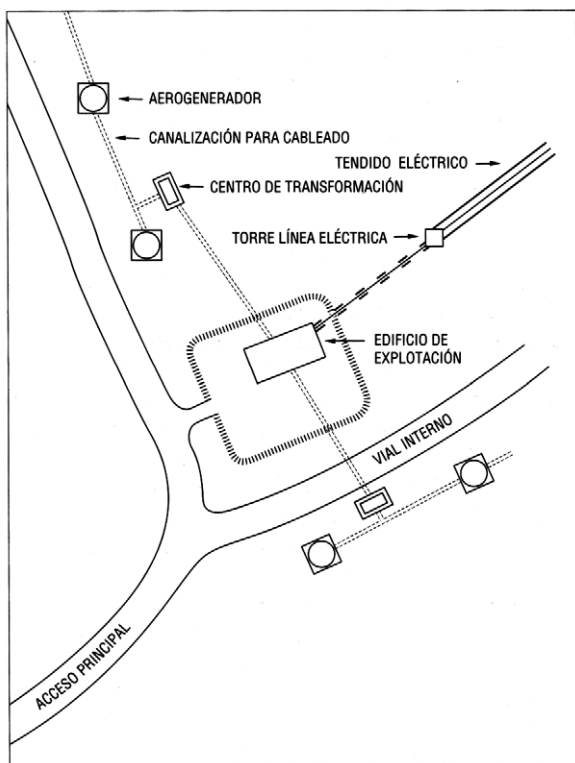 AEROGENERADOR
CANALIZACIÓN PARA CABLEADO
TENDIDO ELÉCTRICO
CENTRO DE TRANSFORMACIÓN
TORRE LÍNEA ELÉCTRICA
EDIFICIO DE
EXPLOTACIÓN
VIAL INTERNO
ACCESO PRINCIPAL